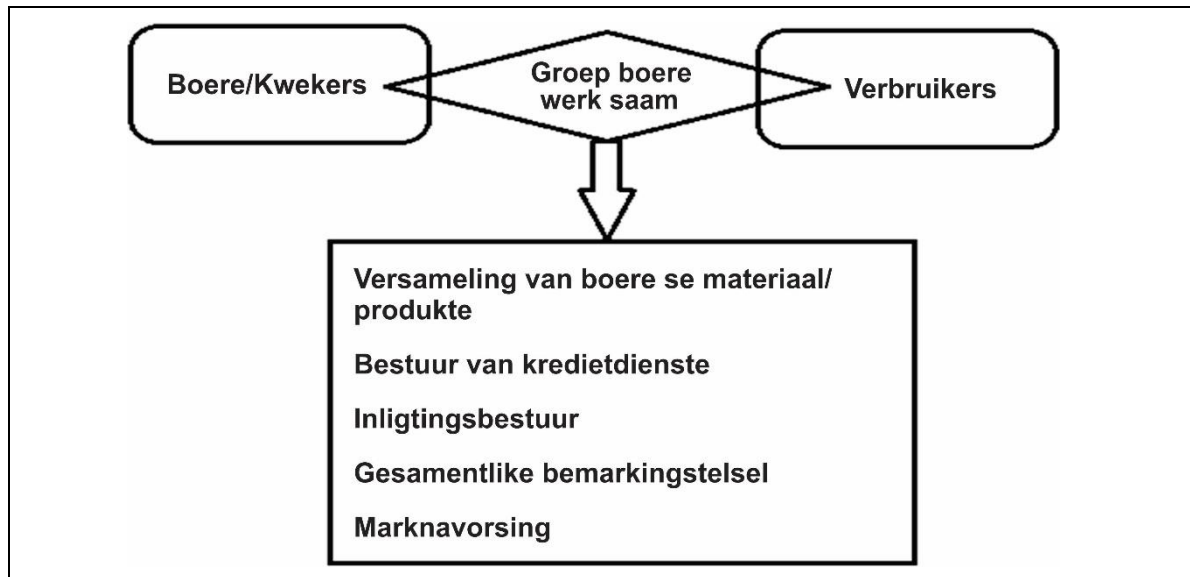 Boere/Kwekers
Groep boere
werk saam
Verbruikers
Versameling van boere se materiaal/
produkte
Bestuur van kredietdienste
Inligtingsbestuur
Gesamentlike bemarkingstelsel
Marknavorsing